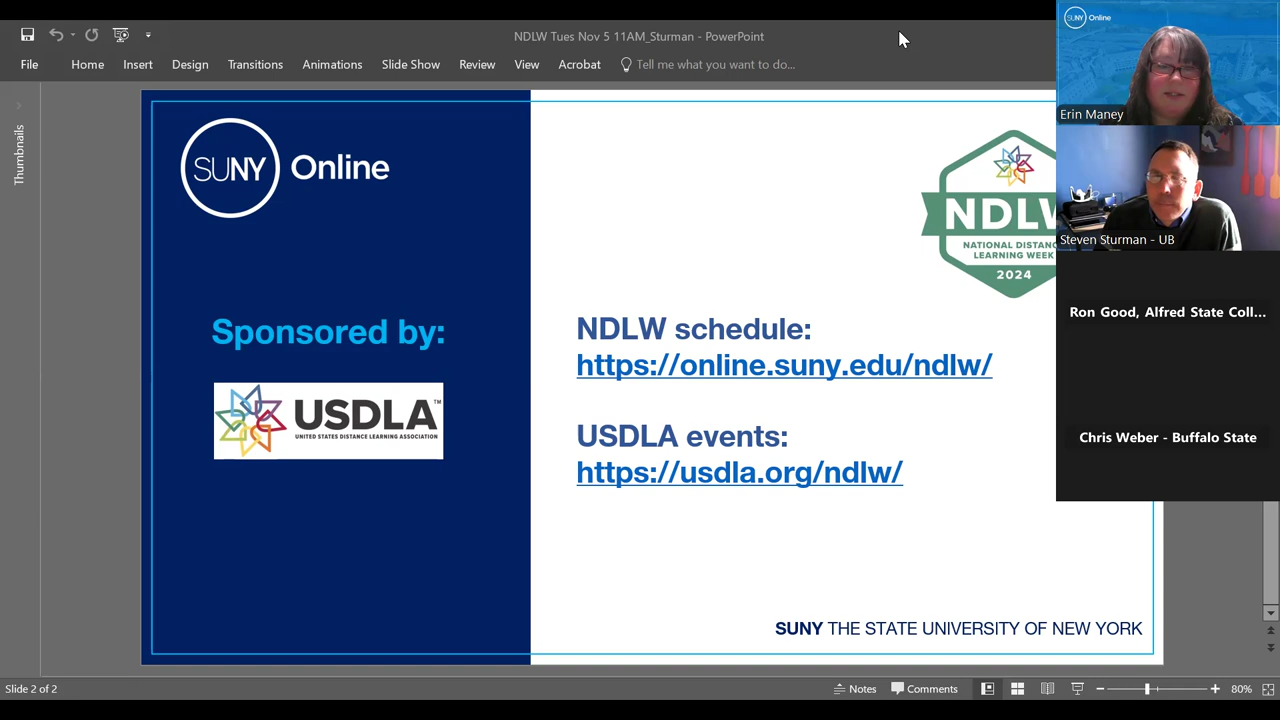 NDLW Tues Nov 5 11AM_Sturman - PowerPoint
File Home Insert Design Transitions Animations Slide Show Review View Acrobat Tell me what you want to do...
Thumbnails
SUNY Online
Sponsored by:
USDLA™
UNITED STATES DISTANCE LEARNING ASSOCIATION
NDLW
NATIONAL DISTANC
LEARNING WEEK
2024
NDLW schedule:
https://online.suny.edu/ndlw/
USDLA events:
https://usdla.org/ndlw/
SUNY THE STATE UNIVERSITY OF NEW YORK
SUNY Online
Erin Maney
Steven Sturman - UB
Ron Good, Alfred State Coll...
Chris Weber - Buffalo State
Slide 2 of 2
Notes Comments 80%